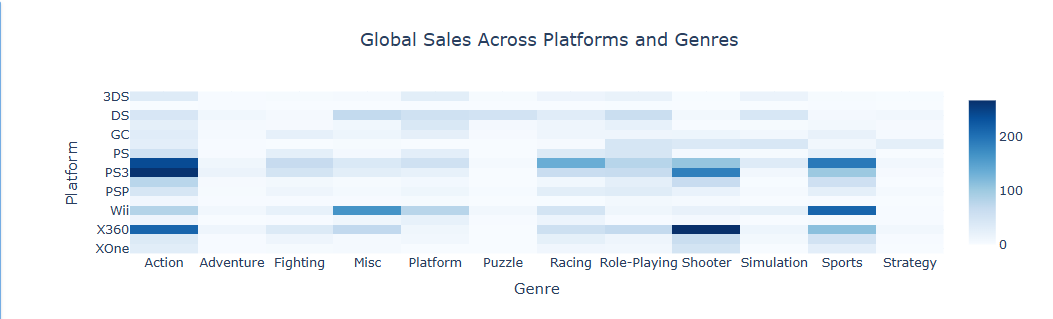 Global Sales Across Platforms and Genres
3DS
DS
GC
PS
PS3
PSP
Wii
X360
XOne
Platform
200
100
0
Action Adventure Fighting Misc Platform Puzzle Racing Role-Playing Shooter Simulation Sports Strategy
Genre